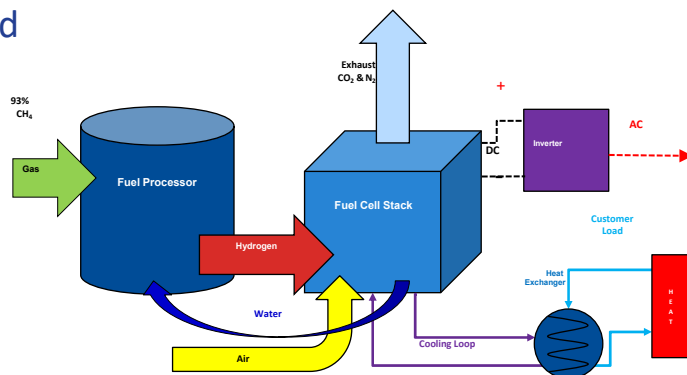 d
Exhaust
CO₂ & N₂
93%
CH₄
+
AC
DC
Inverter
Gas
Fuel Processor
Fuel Cell Stack
Customer
Load
Hydrogen
Heat
Exchanger
H
E
A
T
Water
Cooling Loop
Air